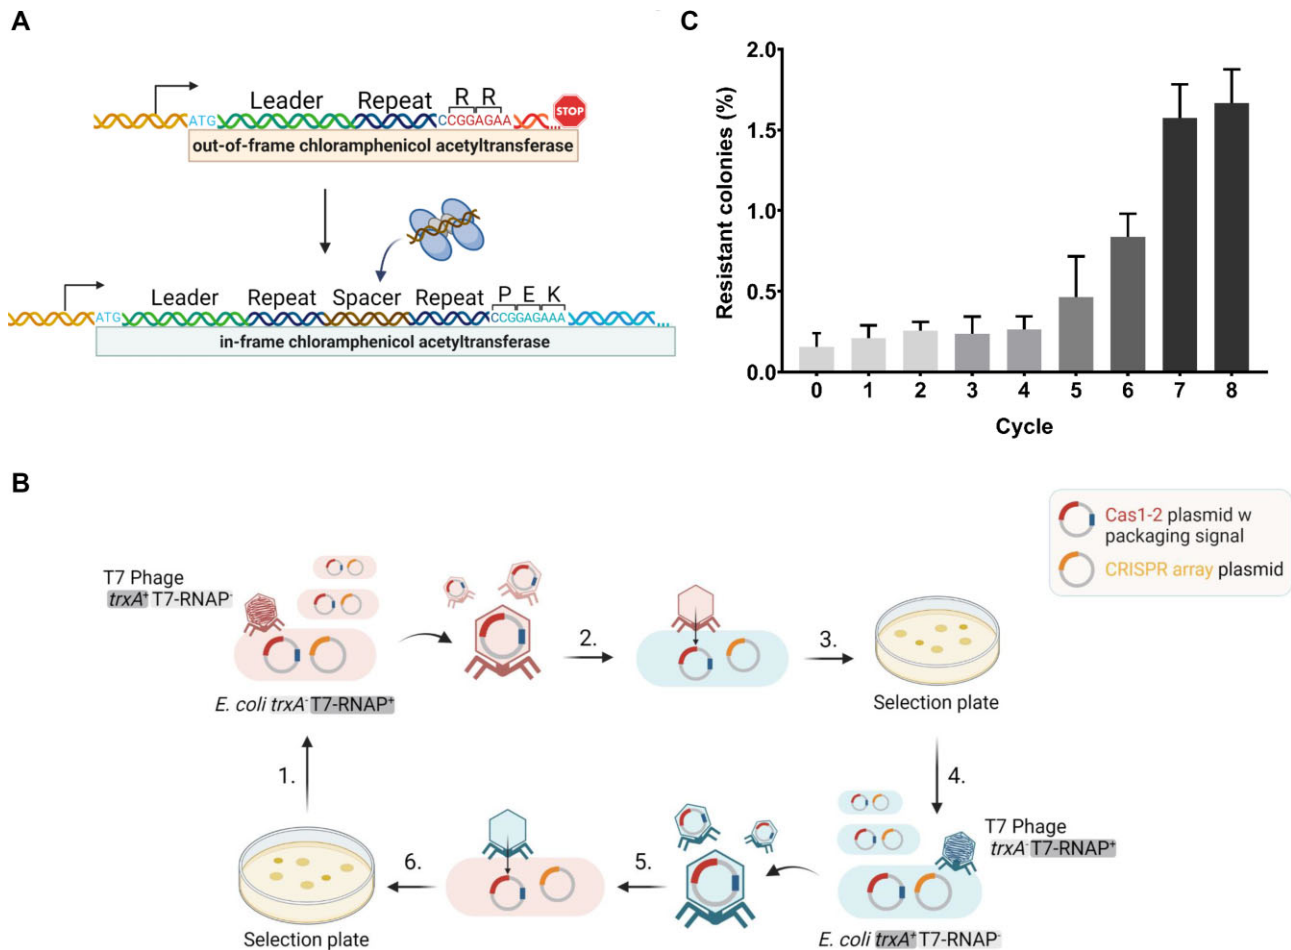 A
Leader Repeat R R
ATG CCGGAGAA ... STOP
out-of-frame chloramphenicol acetyltransferase
Leader Repeat Spacer Repeat P E K
ATG CCGGAGAAA ...
in-frame chloramphenicol acetyltransferase
C
Resistant colonies (%)
2.0
1.5
1.0
0.5
0.0
0 1 2 3 4 5 6 7 8
Cycle
B
Cas1-2 plasmid w
packaging signal
CRISPR array plasmid
T7 Phage
trxA⁺ T7-RNAP⁻
E. coli trxA⁻ T7-RNAP⁺
2.
3.
Selection plate
1.
4.
T7 Phage
trxA⁻ T7-RNAP⁺
6.
5.
Selection plate
E. coli trxA⁺ T7-RNAP⁻